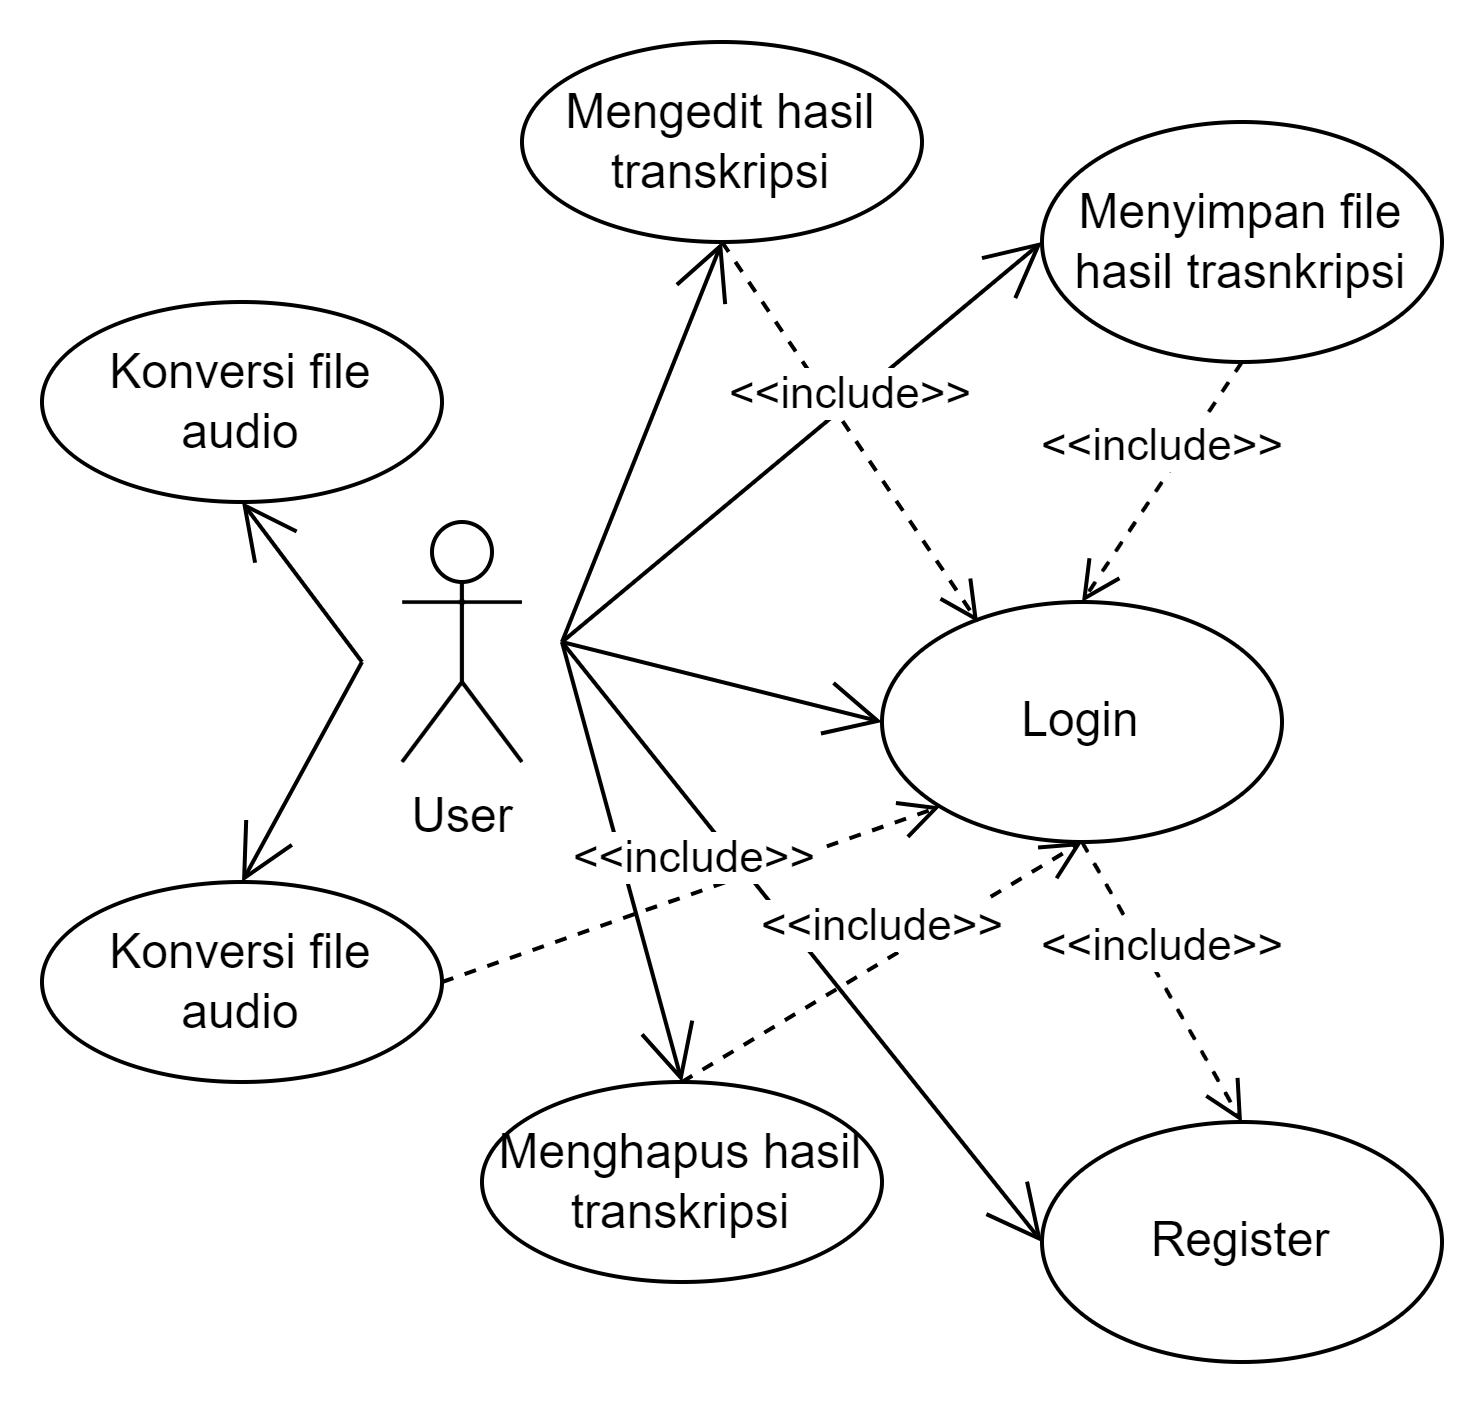 Mengedit hasil
transkripsi
Menyimpan file
hasil trasnkripsi
Konversi file
audio
<<include>>
<<include>>
Login
User
<<include>>
<<include>>
<<include>>
Konversi file
audio
Menghapus hasil
transkripsi
Register